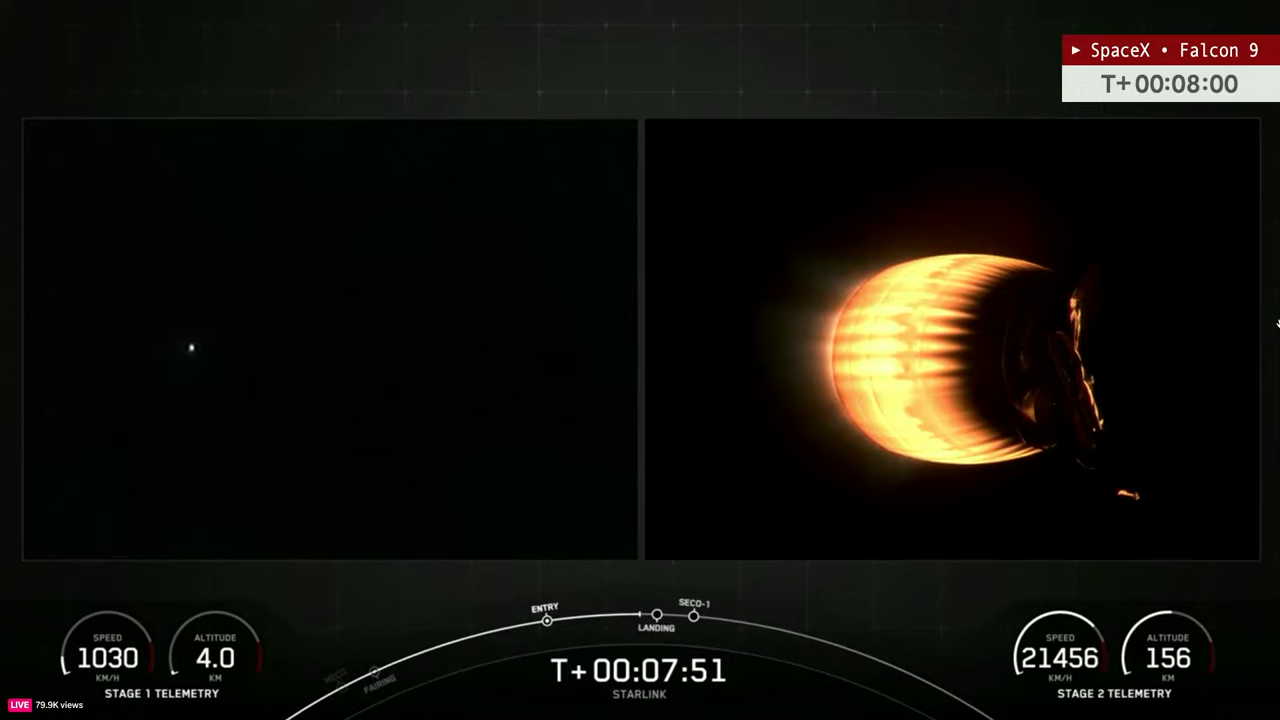 ▶ SpaceX • Falcon 9
T+00:08:00
ENTRY
SECO-1
LANDING
FAIRING
SPEED
1030
KM/H
ALTITUDE
4.0
KM
STAGE 1 TELEMETRY
T+00:07:51
STARLINK
SPEED
21456
KM/H
ALTITUDE
156
KM
STAGE 2 TELEMETRY
LIVE 79.9K views